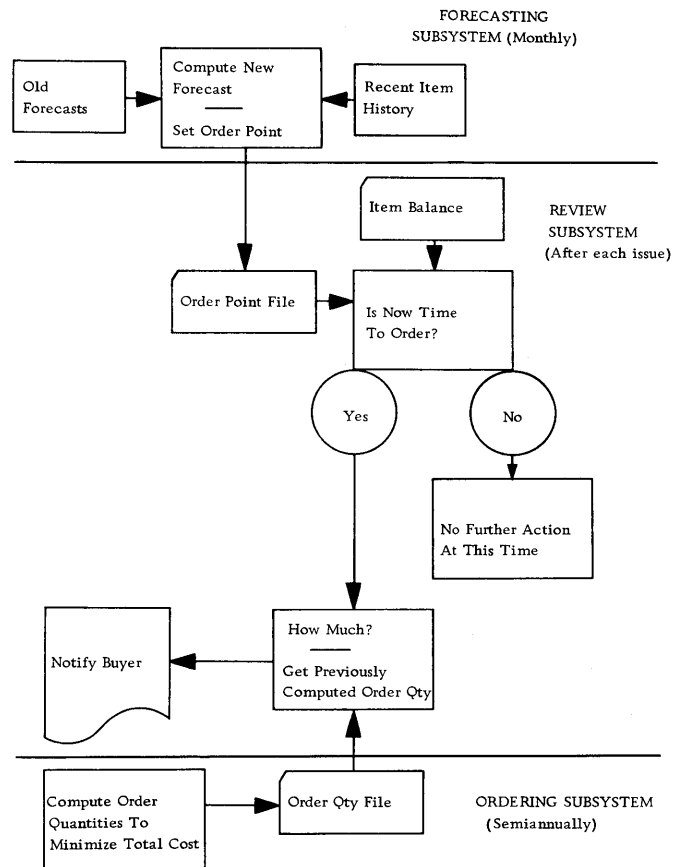 FORECASTING
SUBSYSTEM (Monthly)
Old
Forecasts
Compute New
Forecast
Set Order Point
Recent Item
History
Item Balance
REVIEW
SUBSYSTEM
(After each issue)
Order Point File
Is Now Time
To Order?
Yes
No
No Further Action
At This Time
How Much?
Get Previously
Computed Order Qty
Notify Buyer
Compute Order
Quantities To
Minimize Total Cost
Order Qty File
ORDERING SUBSYSTEM
(Semiannually)